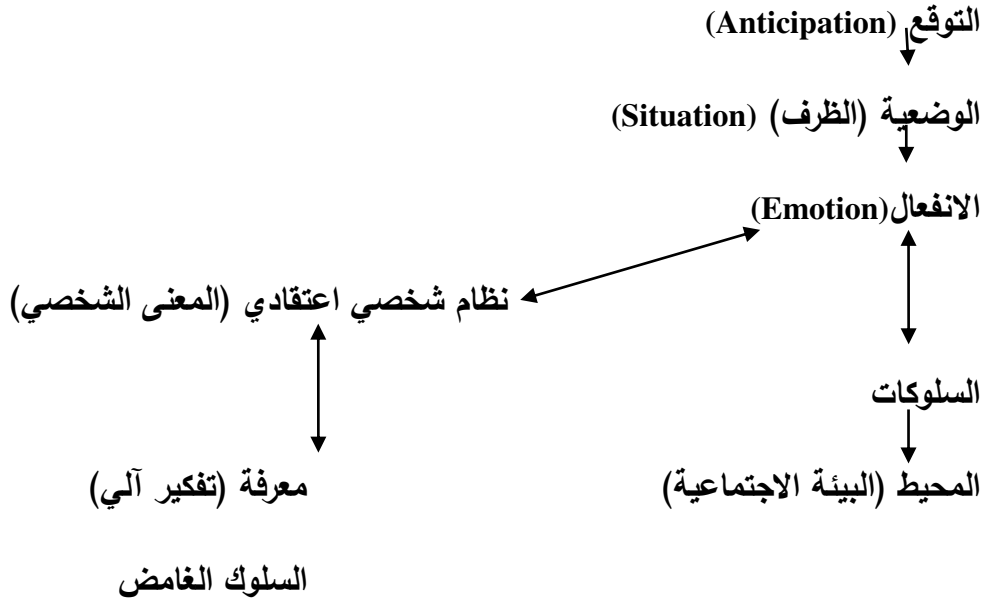 التوقع (Anticipation)
الوضعية (الظرف) (Situation)
الانفعال(Emotion)
نظام شخصي اعتقادي (المعنى الشخصي)
السلوكات
المحيط (البيئة الاجتماعية)
معرفة (تفكير آلي)
السلوك الغامض